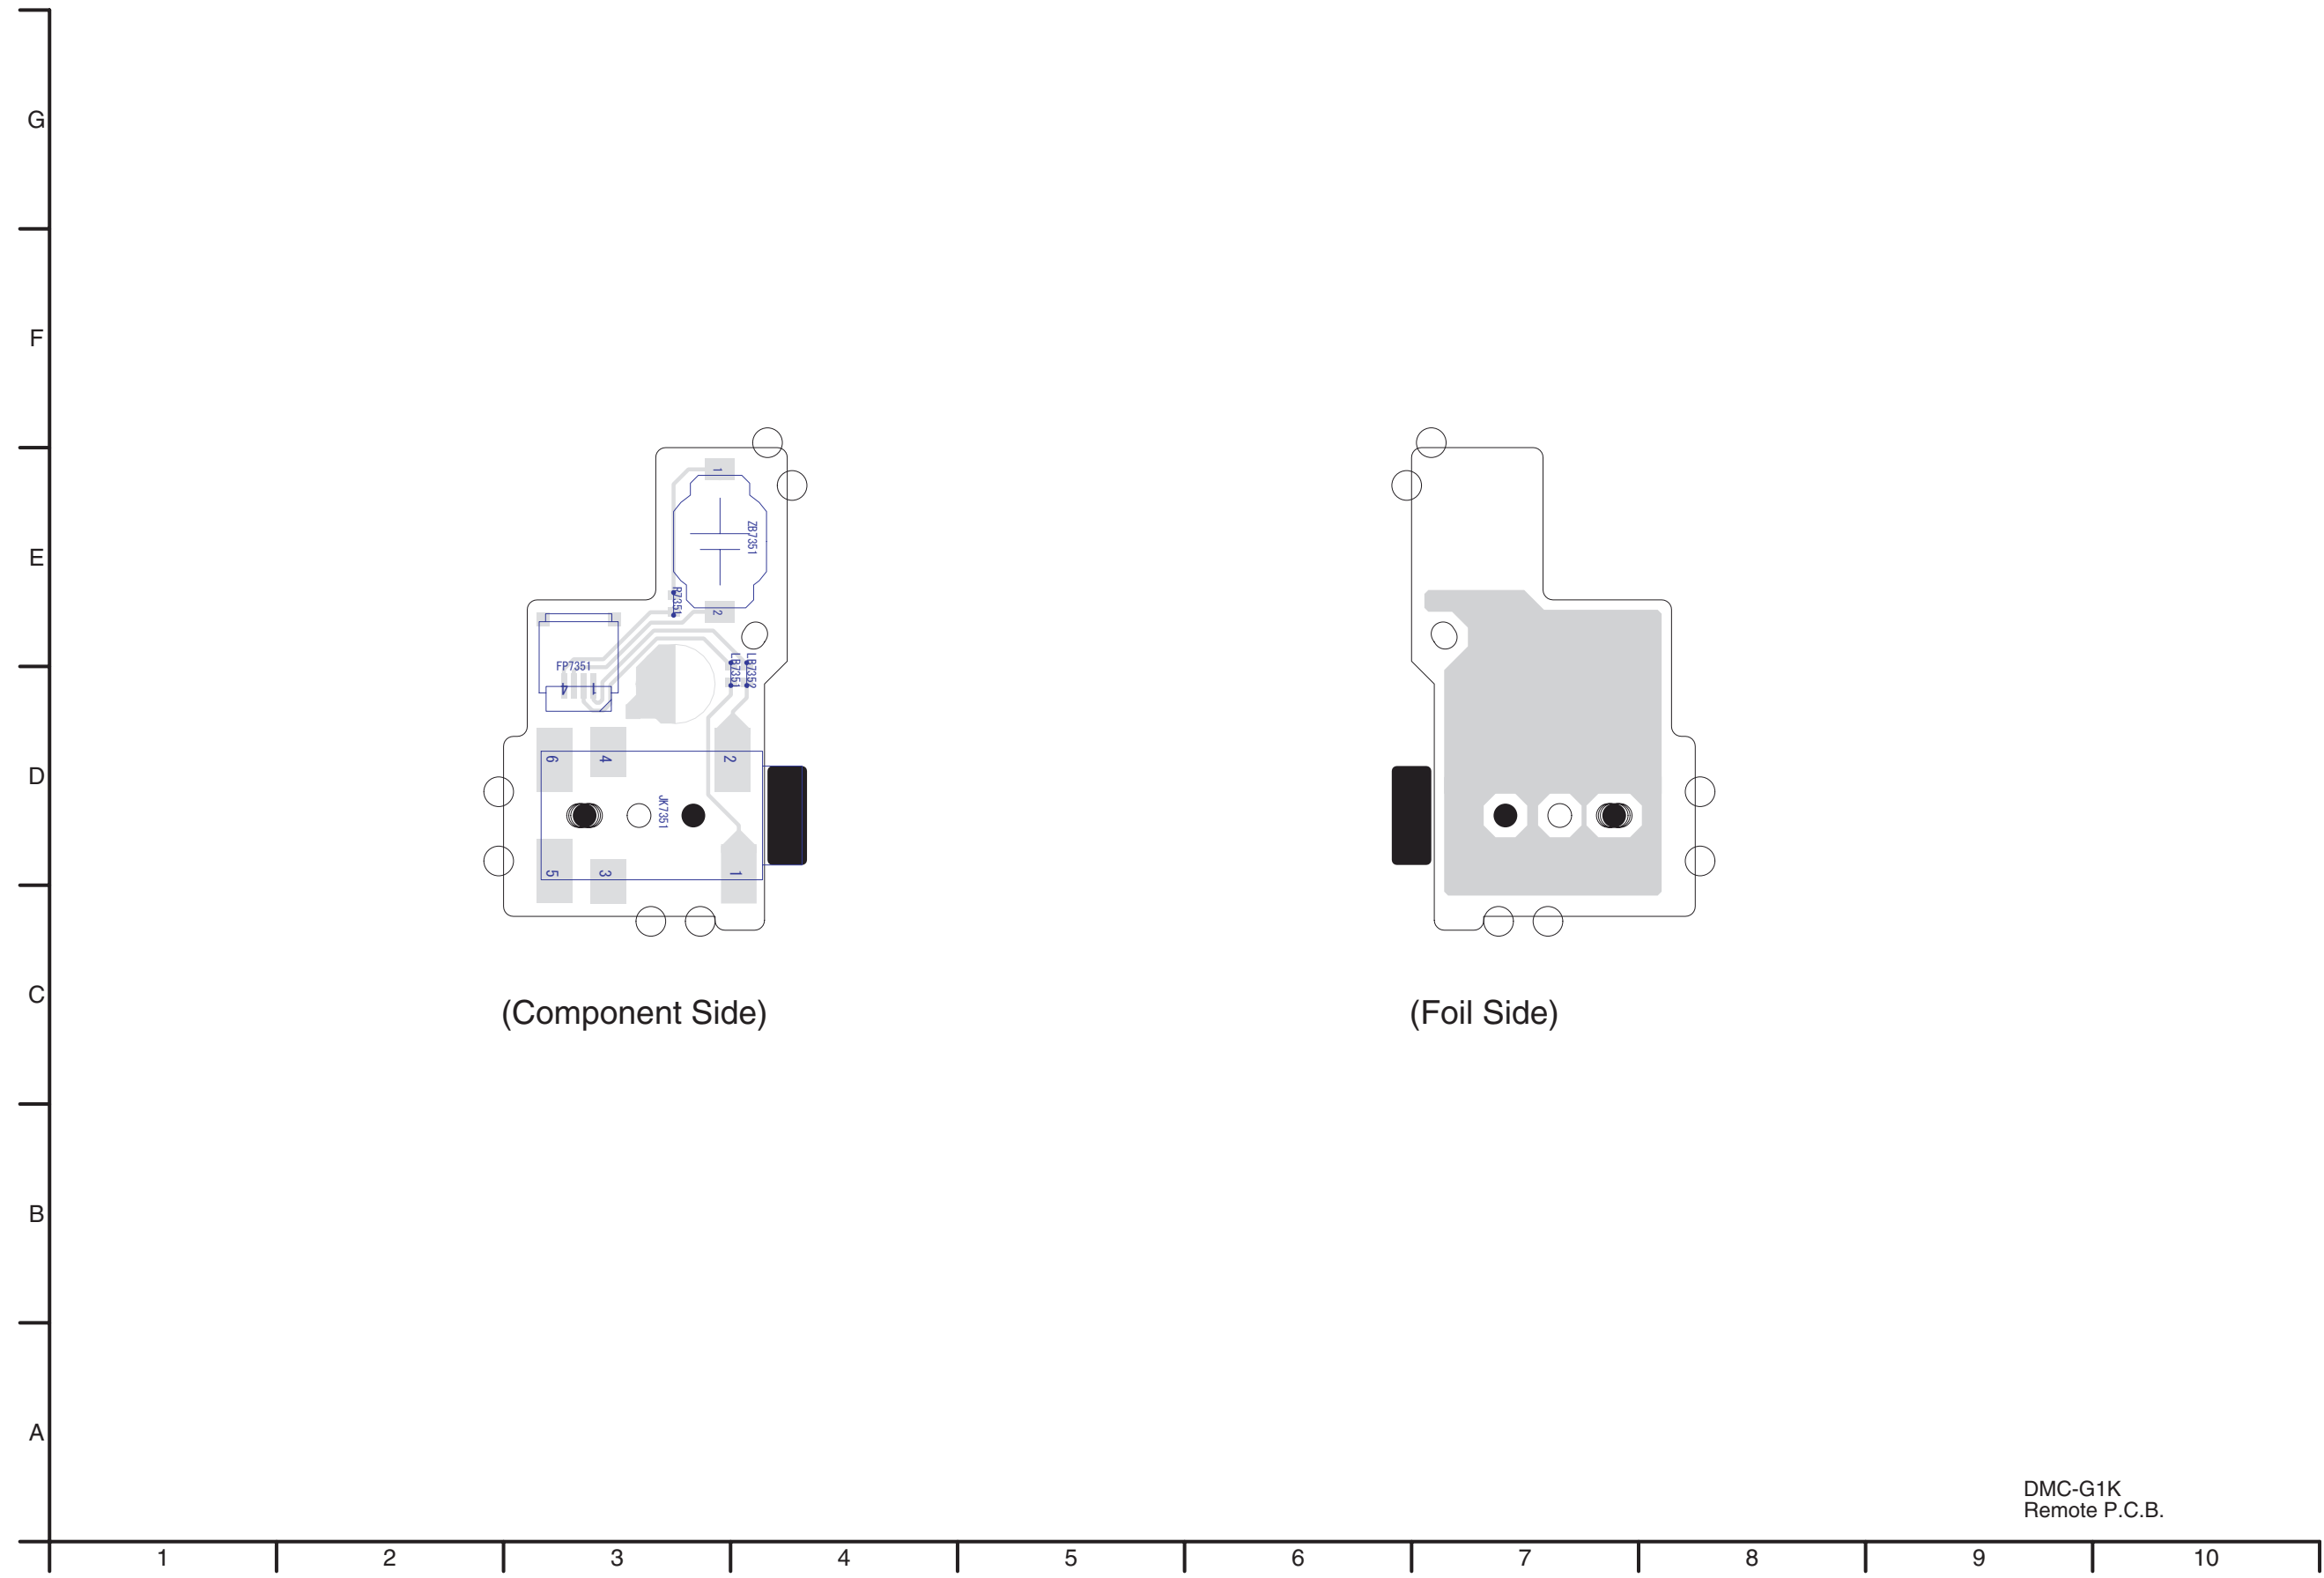 G
F
E
D
C
B
A
1
ZB7351
R7351
2
FP7351
4 1
LB7351
LB7352
6 4 2
JK7351
5 3 1
(Component Side) (Foil Side)
DMC-G1K
Remote P.C.B.
1 2 3 4 5 6 7 8 9 10